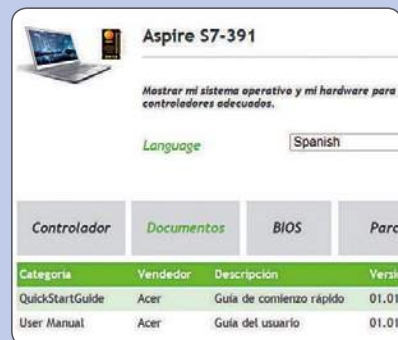 Aspire S7-391
Mostrar mi sistema operativo y mi hardware para
controladores adecuados.
Language Spanish
Controlador Documentos BIOS
Categoría Vendedor Descripción
QuickStartGuide Acer Guía de comienzo rápido 01.01
User Manual Acer Guía del usuario 01.01